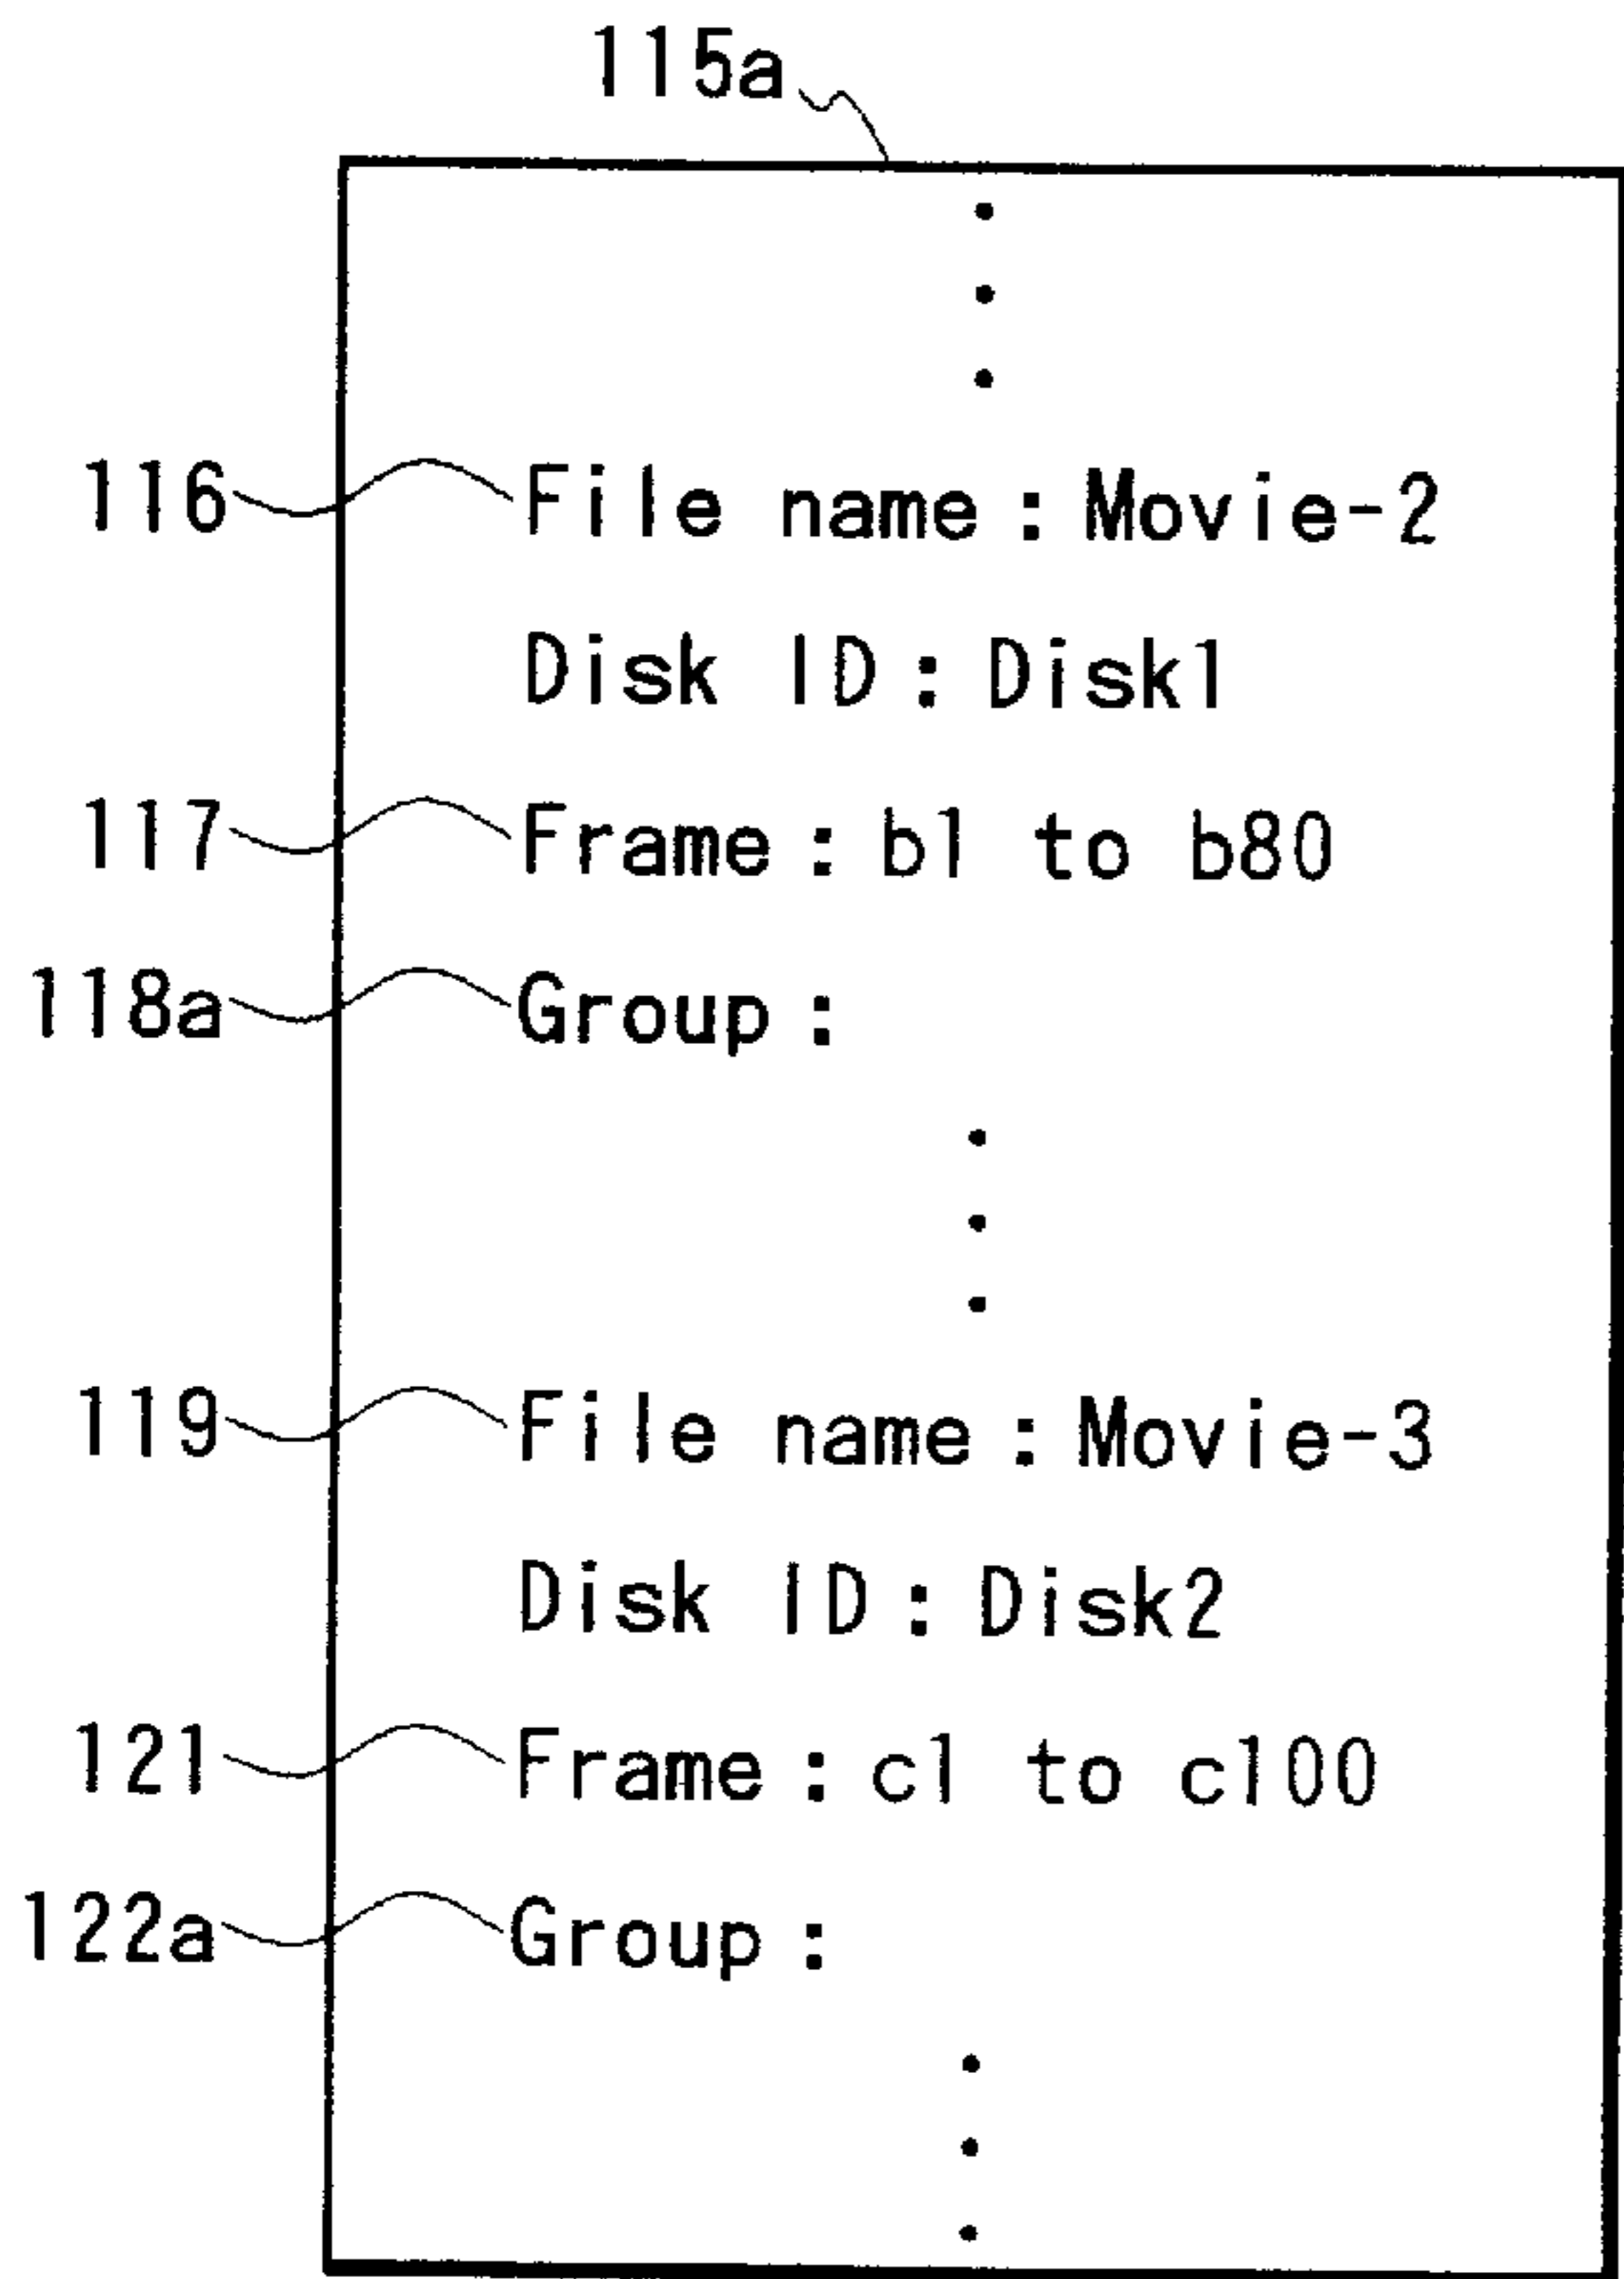 115a
116 File name : Movie-2
Disk ID : Disk1
117 Frame : b1 to b80
118a Group :
119 File name : Movie-3
Disk ID : Disk2
121 Frame : c1 to c100
122a Group :